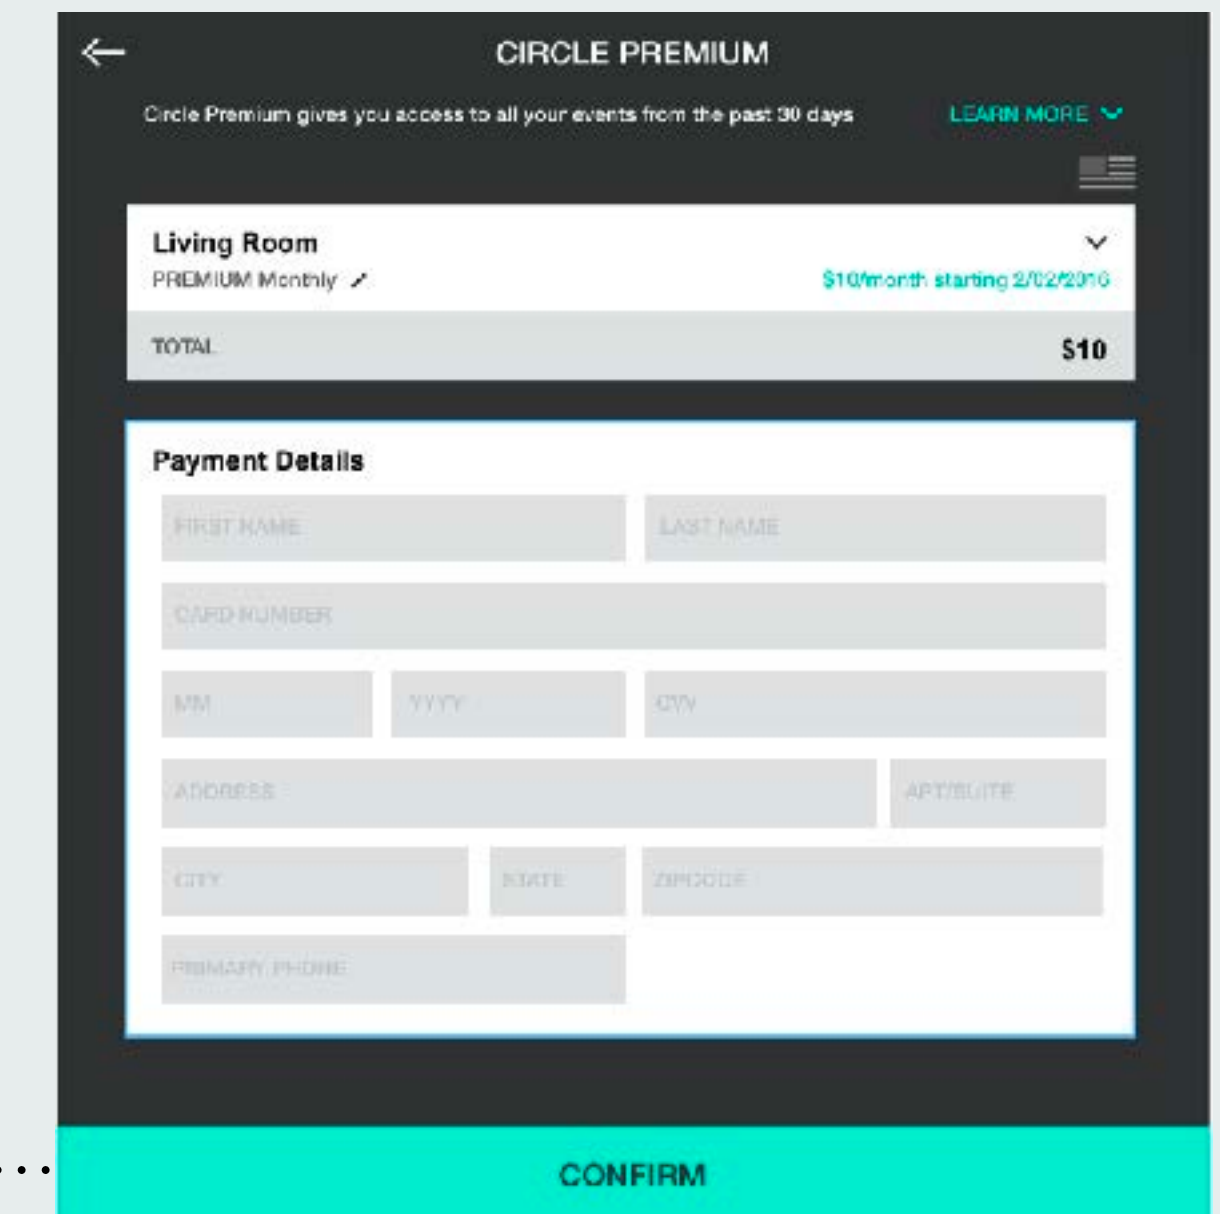 CIRCLE PREMIUM
Circle Premium gives you access to all your events from the past 30 days LEARN MORE
Living Room
PREMIUM Monthly $10/month starting 2/02/2016
TOTAL $10
Payment Details
FIRST NAME LAST NAME
CARD NUMBER
MM YYYY CVV
ADDRESS APT/SUITE
CITY STATE ZIPCODE
PRIMARY PHONE
CONFIRM